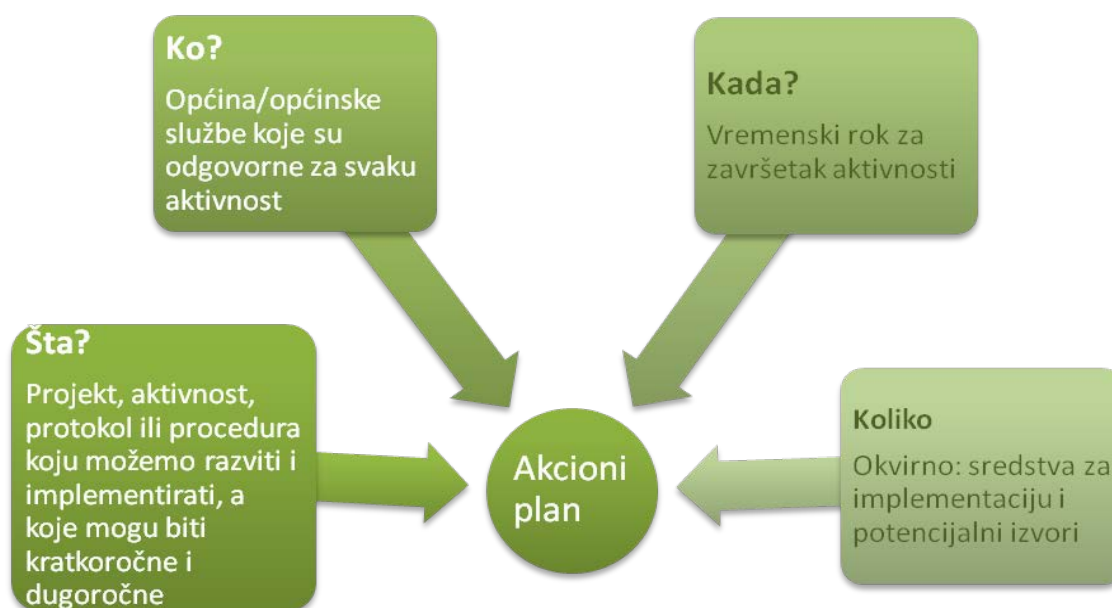 Ko?
Općina/općinske
službe koje su
odgovorne za svaku
aktivnost
Kada?
Vremenski rok za
završetak aktivnosti
Šta?
Projekt, aktivnost,
protokol ili procedura
koju možemo razviti i
implementirati, a
koje mogu biti
kratkoročne i
dugoročne
Akcioni
plan
Koliko
Okvirno: sredstva za
implementaciju i
potencijalni izvori